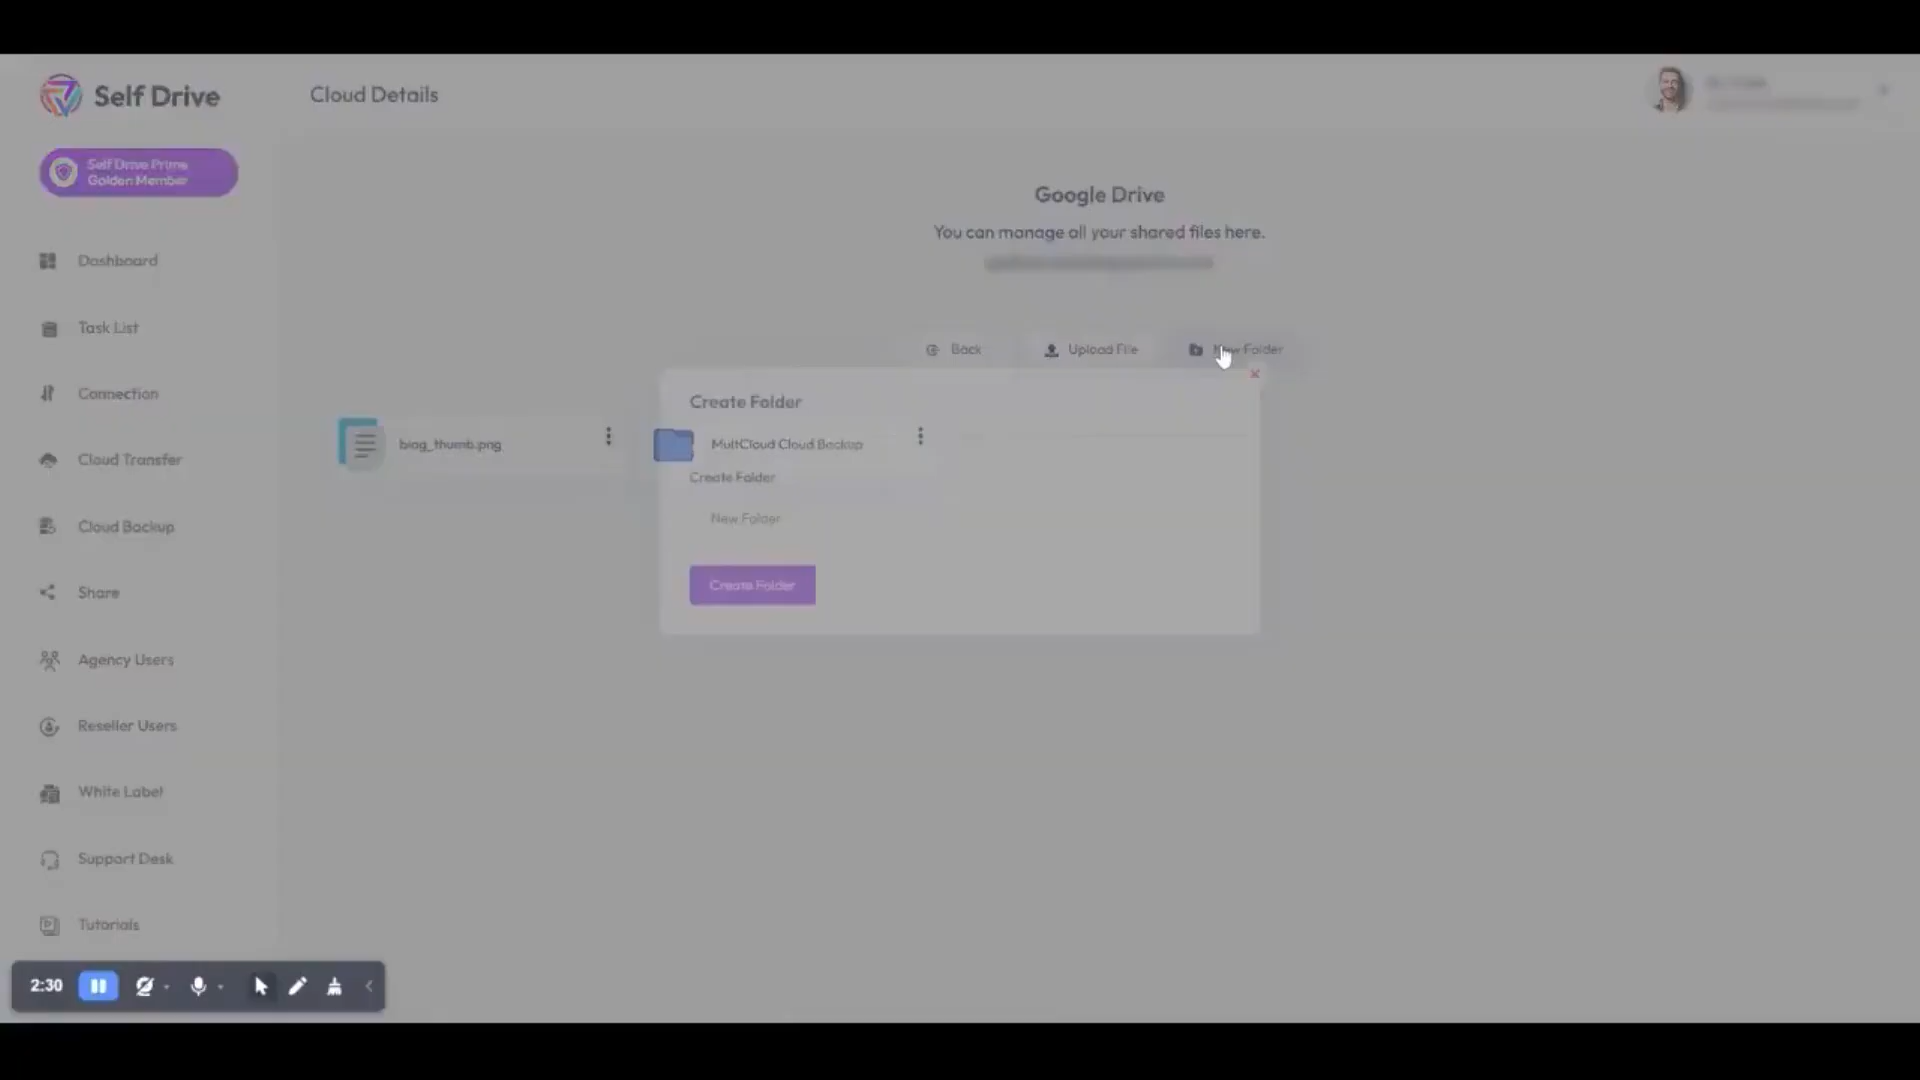 Self Drive
Cloud Details
Self Drive Prime
Golden Member
Google Drive
You can manage all your shared files here.
Dashboard
Task List
Connection
Cloud Transfer
Cloud Backup
Share
Agency Users
Reseller Users
White Label
Support Desk
Tutorials
Back
Upload File
New Folder
Create Folder
blog_thumb.png
MultCloud Cloud Backup
Create Folder
New Folder
Create Folder
2:30